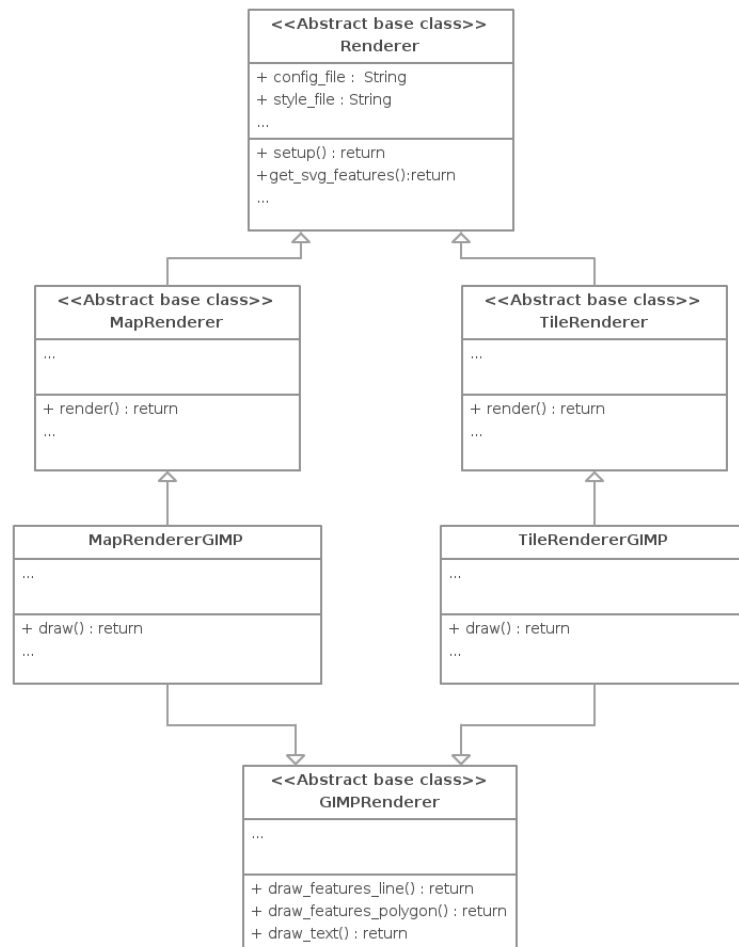 <<Abstract base class>>
Renderer
+ config_file : String
+ style_file : String
...
+ setup() : return
+get_svg_features():return
...
<<Abstract base class>>
MapRenderer
...
+ render() : return
...
<<Abstract base class>>
TileRenderer
...
+ render() : return
...
MapRendererGIMP
...
+ draw() : return
...
TileRendererGIMP
...
+ draw() : return
...
<<Abstract base class>>
GIMPRenderer
...
+ draw_features_line() : return
+ draw_features_polygon() : return
+ draw_text() : return